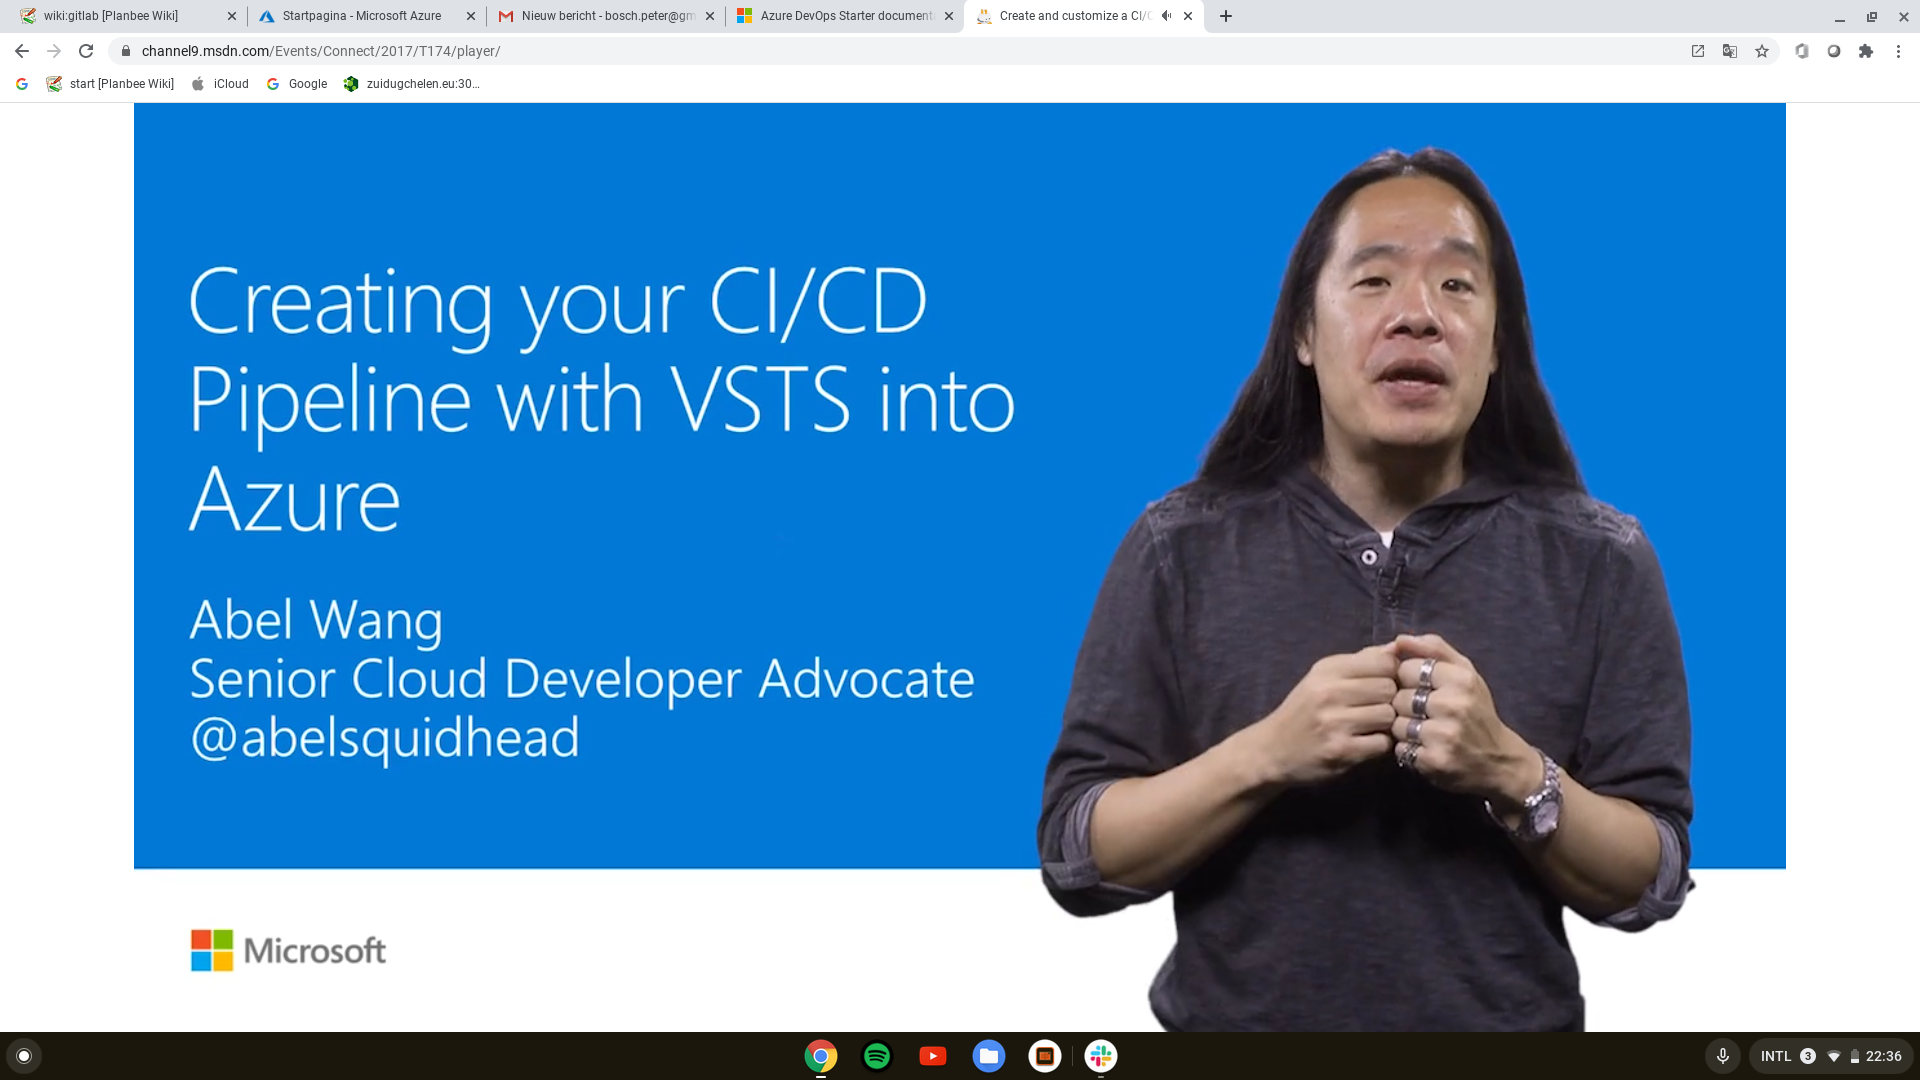 wiki:gitlab [Planbee Wiki]
Startpagina - Microsoft Azure
Nieuw bericht - bosch.peter@gm
Azure DevOps Starter document
Create and customize a CI/C
channel9.msdn.com/Events/Connect/2017/T174/player/
start [Planbee Wiki]
iCloud
Google
zuidugchelen.eu:30...
Creating your CI/CD
Pipeline with VSTS into
Azure
Abel Wang
Senior Cloud Developer Advocate
@abelsquidhead
Microsoft
INTL 3 22:36